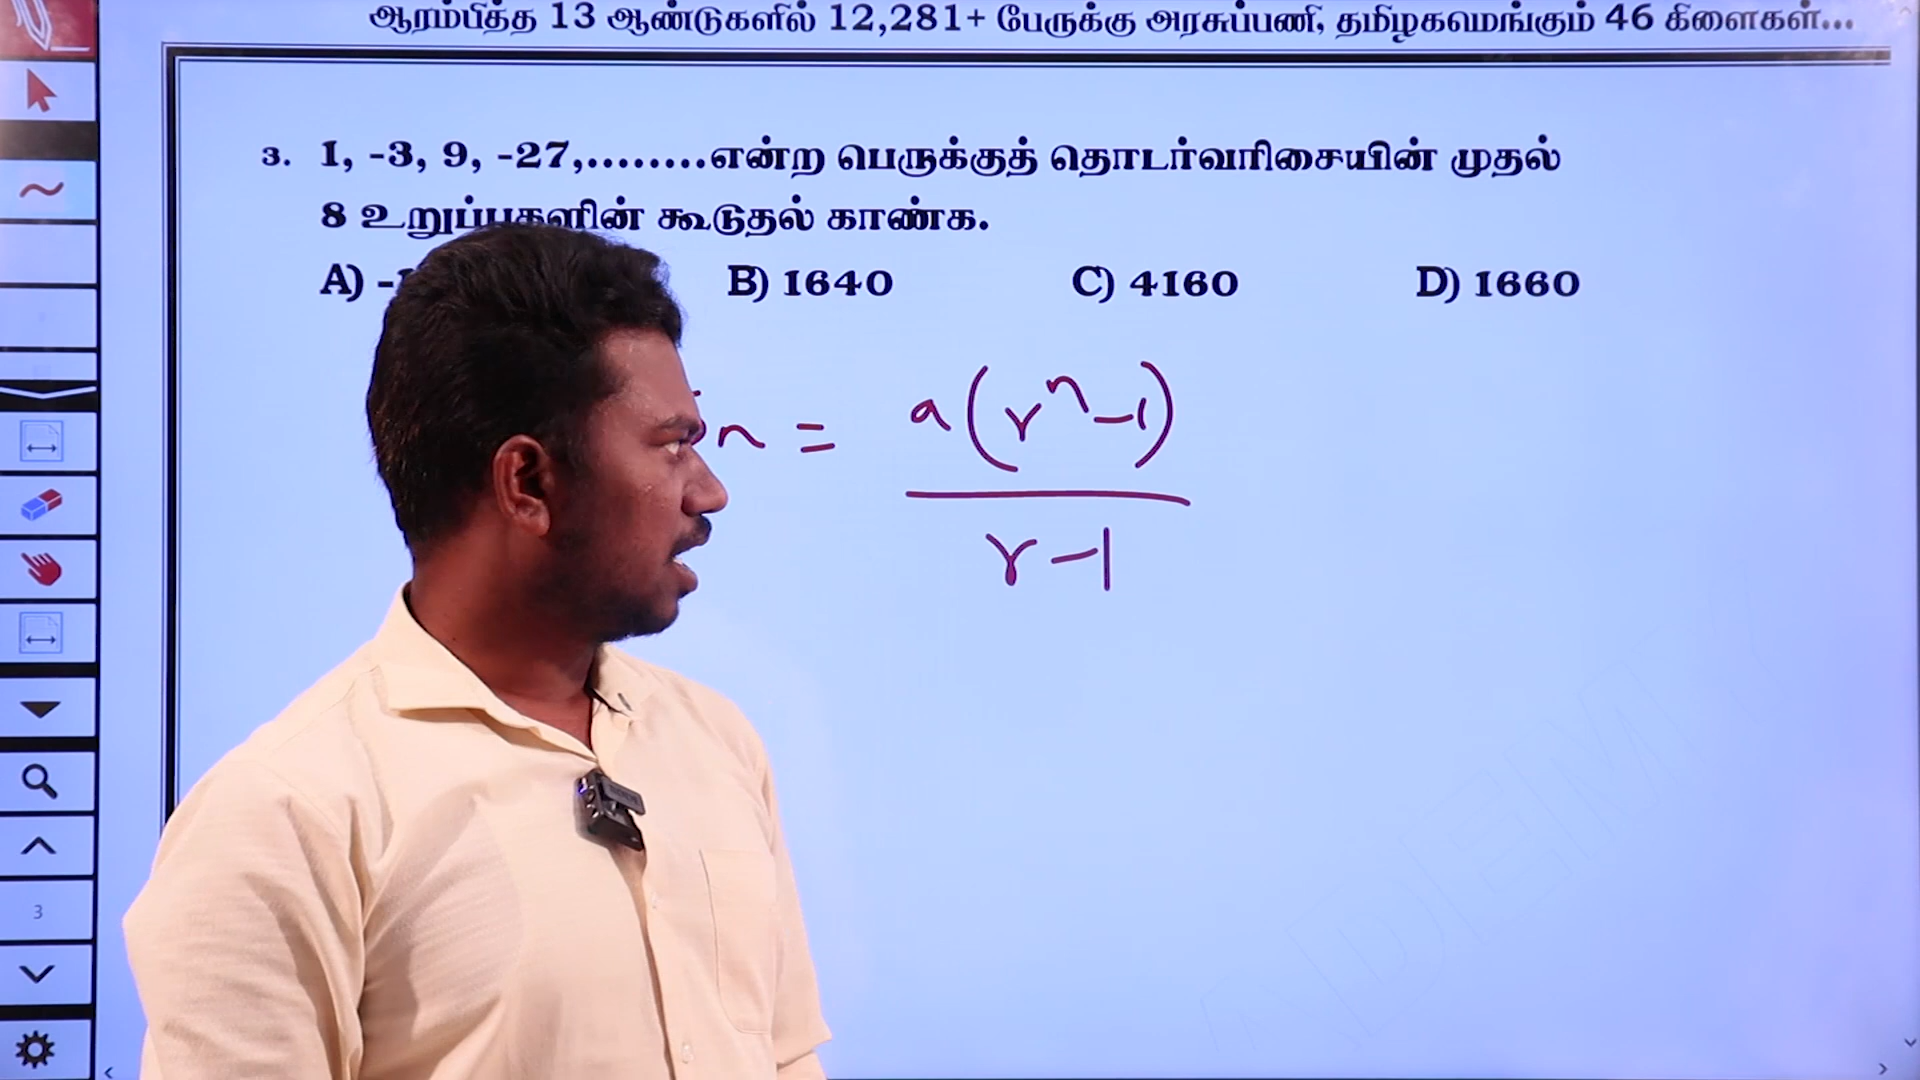 ஆரம்பித்த 13 ஆண்டுகளில் 12,281+ பேருக்கு அரசுப்பணி, தமிழகமெங்கும் 46 கிளைகள்...
3. 1, -3, 9, -27,........என்ற பெருக்குத் தொடர்வரிசையின் முதல்
8 உறுப்புகளின் கூடுதல் காண்க.
A) - B) 1640 C) 4160 D) 1660
n = a(r^n-1)
r-1
3